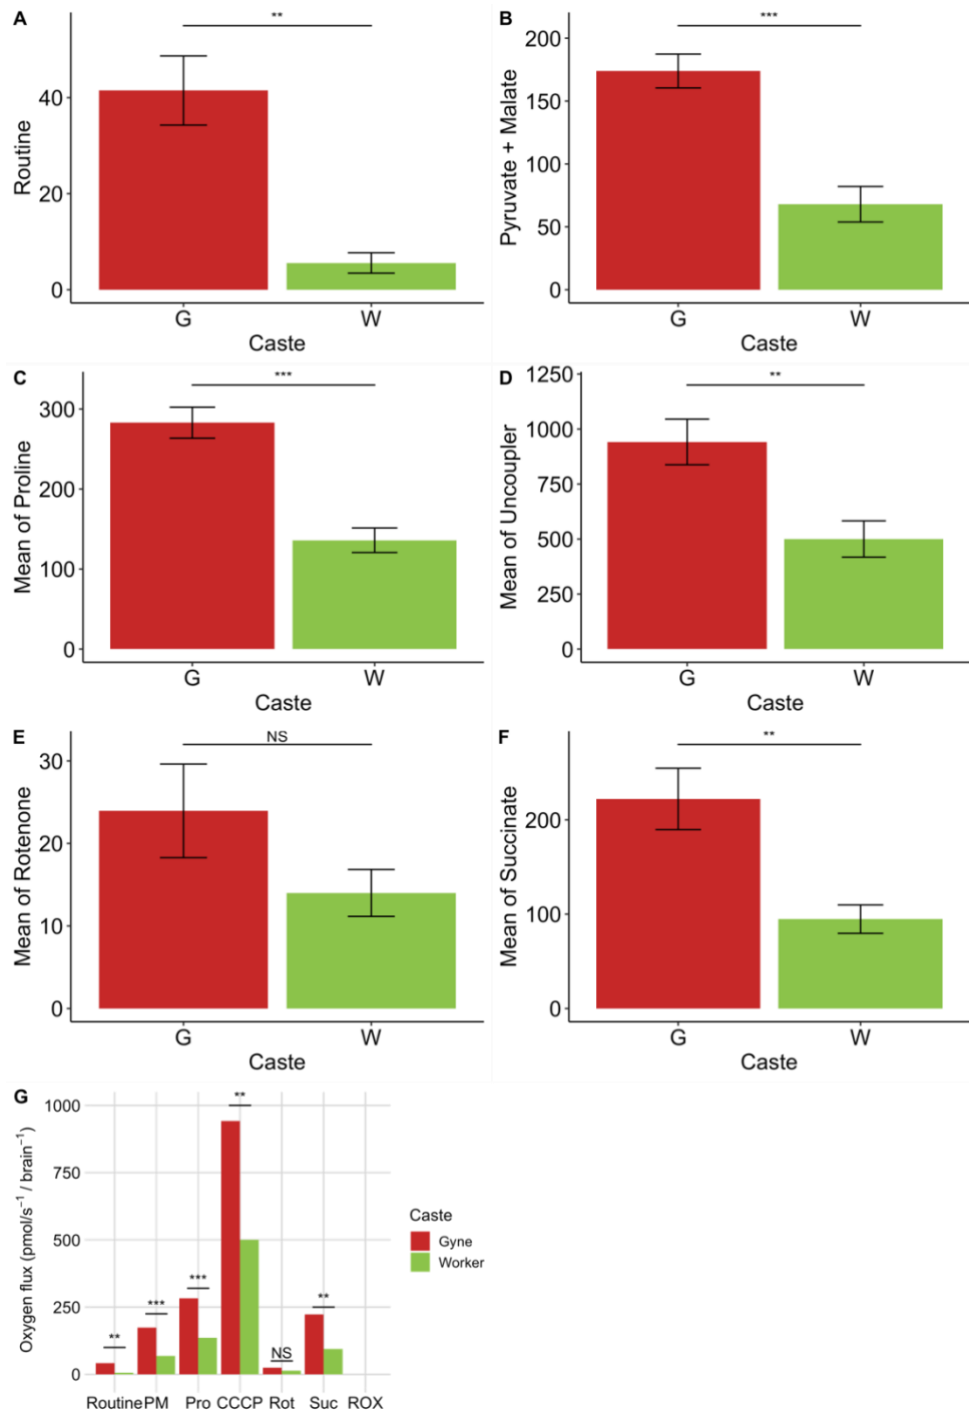 A
Routine
**
40
20
0
G
W
Caste
B
Pyruvate + Malate
***
200
150
100
50
0
G
W
Caste
C
Mean of Proline
***
300
200
100
0
G
W
Caste
D
Mean of Uncoupler
**
1250
1000
750
500
250
0
G
W
Caste
E
Mean of Rotenone
NS
30
20
10
0
G
W
Caste
F
Mean of Succinate
**
200
100
0
G
W
Caste
G
Oxygen flux (pmol/s⁻¹ / brain⁻¹)
1000
750
500
250
0
**
***
***
**
NS
**
Routine PM Pro CCCP Rot Suc ROX
Caste
Gyne
Worker